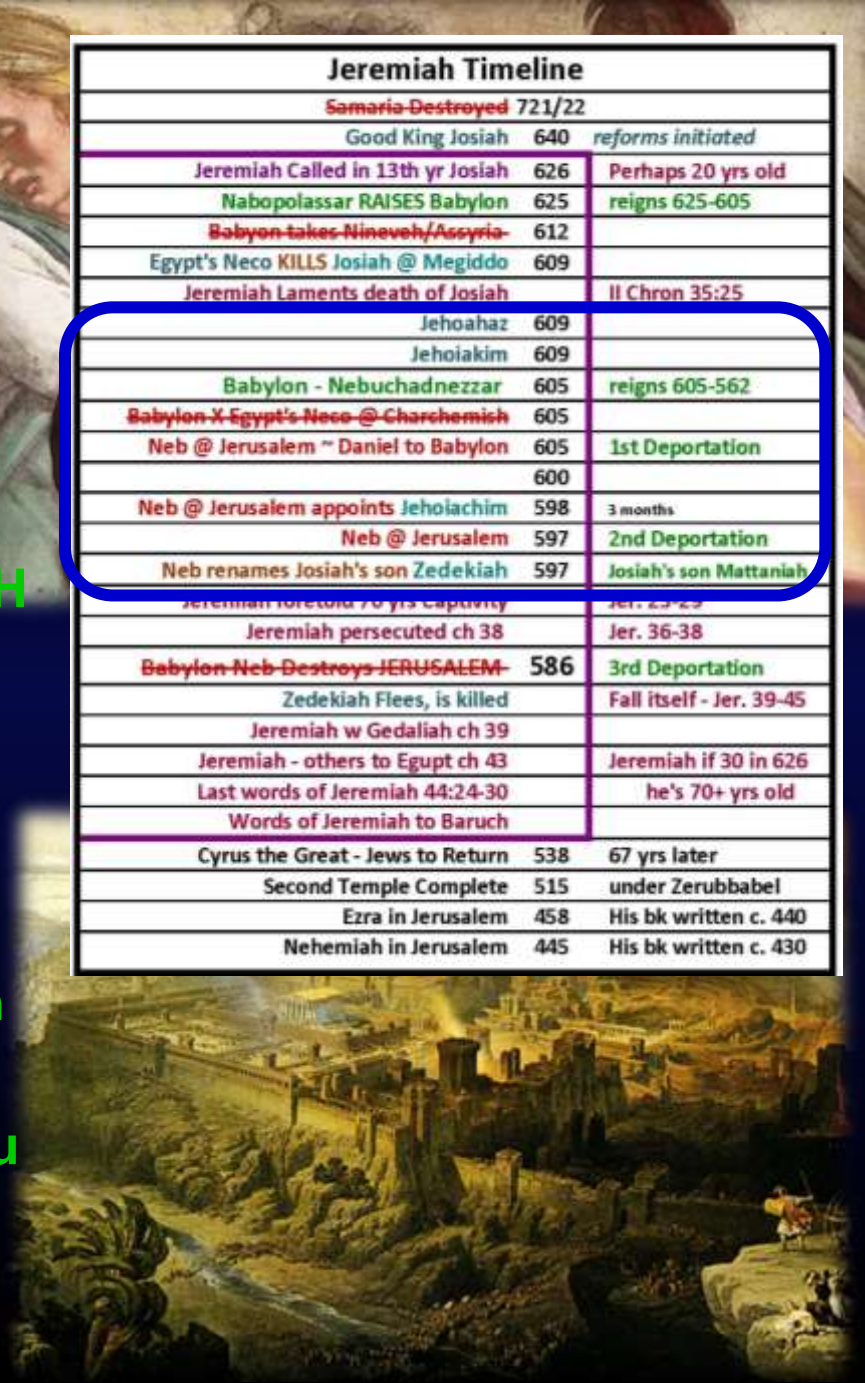 Jeremiah Timeline
Samaria Destroyed 721/22
Good King Josiah 640 reforms initiated
Jeremiah Called in 13th yr Josiah 626 Perhaps 20 yrs old
Nabopolassar RAISES Babylon 625 reigns 625-605
Babyon takes Nineveh/Assyria 612
Egypt's Neco KILLS Josiah @ Megiddo 609
Jeremiah Laments death of Josiah II Chron 35:25
Jehoahaz 609
Jehoiakim 609
Babylon - Nebuchadnezzar 605 reigns 605-562
Babylon X Egypt's Neco @ Charchemish 605
Neb @ Jerusalem ~ Daniel to Babylon 605 1st Deportation
600
Neb @ Jerusalem appoints Jehoiachim 598 3 months
Neb @ Jerusalem 597 2nd Deportation
H
Neb renames Josiah's son Zedekiah 597 Josiah's son Mattaniah
Jeremiah foretold 70 yrs Captivity Jer. 25-29
Jeremiah persecuted ch 38 Jer. 36-38
Babylon Neb Destroys JERUSALEM 586 3rd Deportation
Zedekiah Flees, is killed Fall itself - Jer. 39-45
Jeremiah w Gedaliah ch 39
Jeremiah - others to Egupt ch 43 Jeremiah if 30 in 626
Last words of Jeremiah 44:24-30 he's 70+ yrs old
Words of Jeremiah to Baruch
Cyrus the Great - Jews to Return 538 67 yrs later
Second Temple Complete 515 under Zerubbabel
Ezra in Jerusalem 458 His bk written c. 440
Nehemiah in Jerusalem 445 His bk written c. 430
u